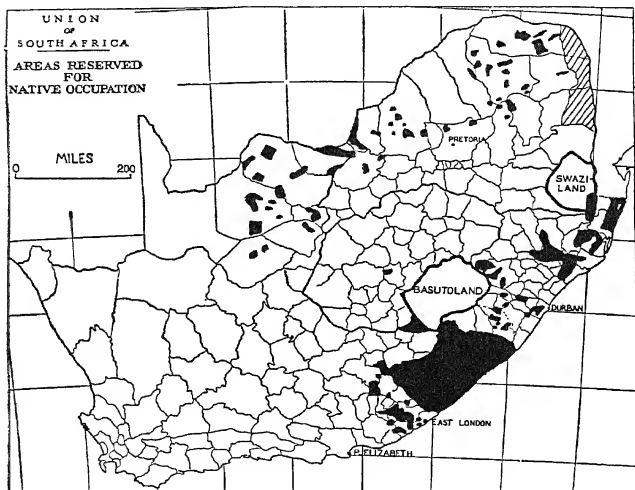 UNION
OF
SOUTH AFRICA
AREAS RESERVED
FOR
NATIVE OCCUPATION
MILES
0 200
PRETORIA
SWAZI-
LAND
BASUTOLAND
DURBAN
EAST LONDON
P. ELIZABETH